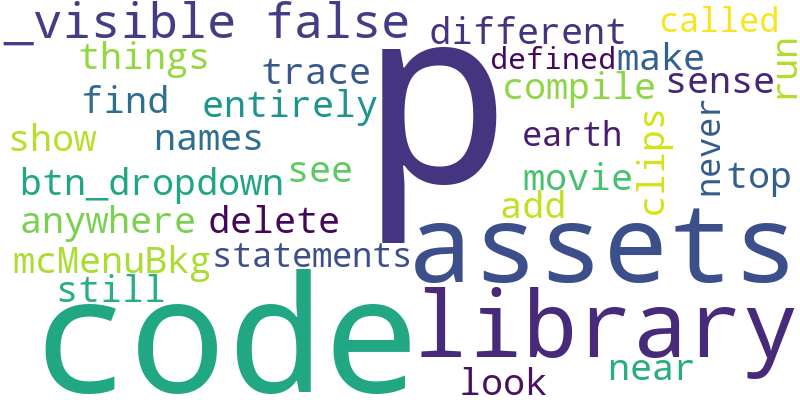 _visible false
different
called
things
trace
defined
make
run
p
find
entirely
compile
sense
show
names
earth
clips
never
see
movie
top
btn_dropdown
anywhere
delete
add
assets
mcMenuBkg
statements
still
code
library
near
look